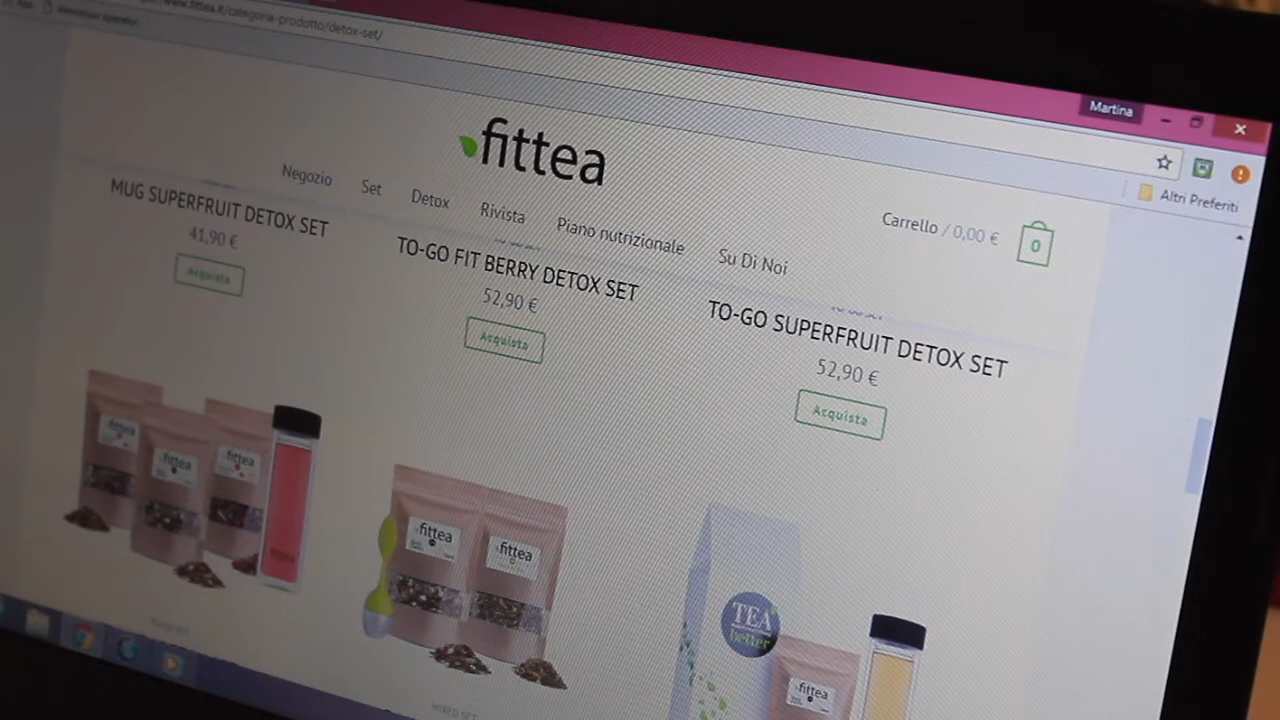 www.fittea.it/categoria-prodotto/detox-set/
Martina
Altri Preferiti
fittea
Negozio Set Detox Rivista Piano nutrizionale Su Di Noi
Carrello / 0,00 €
0
MUG SUPERFRUIT DETOX SET
41,90 €
Acquista
TO-GO FIT BERRY DETOX SET
52,90 €
Acquista
TO-GO SUPERFRUIT DETOX SET
52,90 €
Acquista
fittea
fittea
fittea
fittea
fittea
TEA
better
fittea
MIXED SET